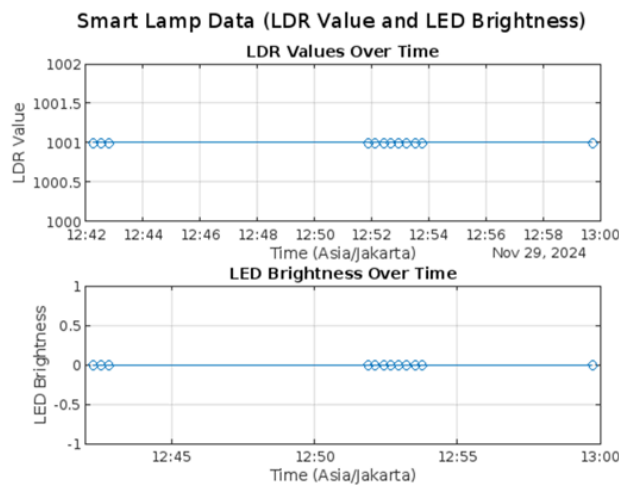 Smart Lamp Data (LDR Value and LED Brightness)
LDR Values Over Time
1002
1001.5
1001
1000.5
1000
LDR Value
12:42 12:44 12:46 12:48 12:50 12:52 12:54 12:56 12:58 13:00
Time (Asia/Jakarta)
Nov 29, 2024
LED Brightness Over Time
1
0.5
0
-0.5
-1
LED Brightness
12:45 12:50 12:55 13:00
Time (Asia/Jakarta)